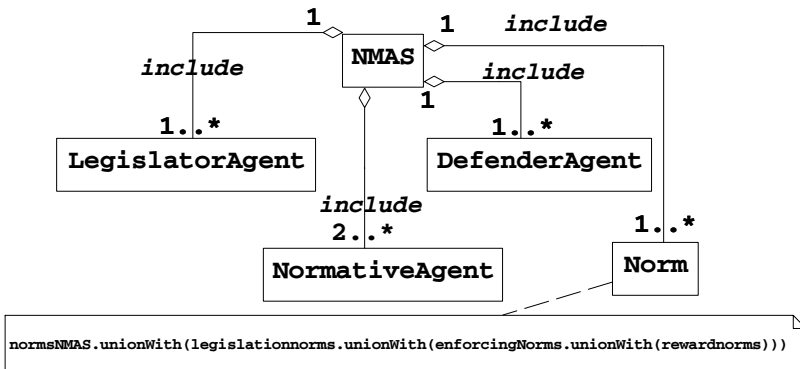 1
1
include
NMAS
include
include
1
1..*
1..*
LegislatorAgent
DefenderAgent
include
2..*
1..*
NormativeAgent
Norm
normsNMAS.unionWith(legislationnorms.unionWith(enforcingNorms.unionWith(rewardnorms)))